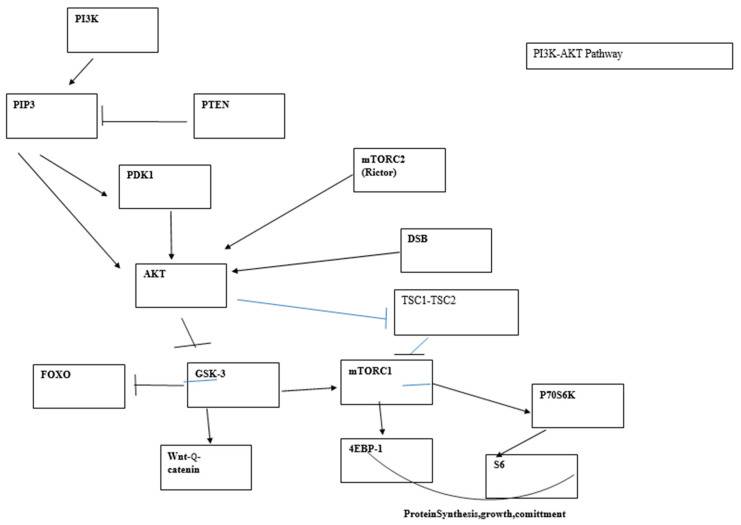 PI3K
PI3K-AKT Pathway
PIP3
PTEN
mTORC2
(Rictor)
PDK1
DSB
AKT
TSC1-TSC2
FOXO
GSK-3
mTORC1
P70S6K
Wnt-Q-
catenin
4EBP-1
S6
ProteinSynthesis,growth,comittment